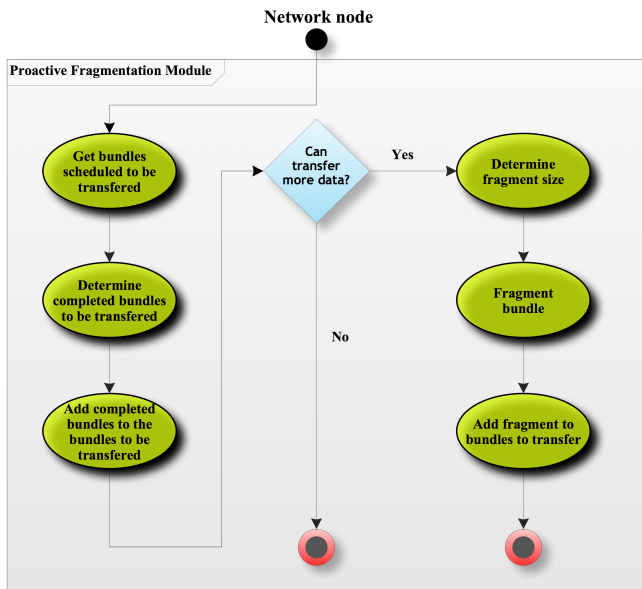 Network node
Proactive Fragmentation Module
Get bundles
scheduled to be
transfered
Determine
completed bundles
to be transfered
Add completed
bundles to the
bundles to be
transfered
Can
transfer
more data?
Yes
No
Determine
fragment size
Fragment
bundle
Add fragment to
bundles to transfer